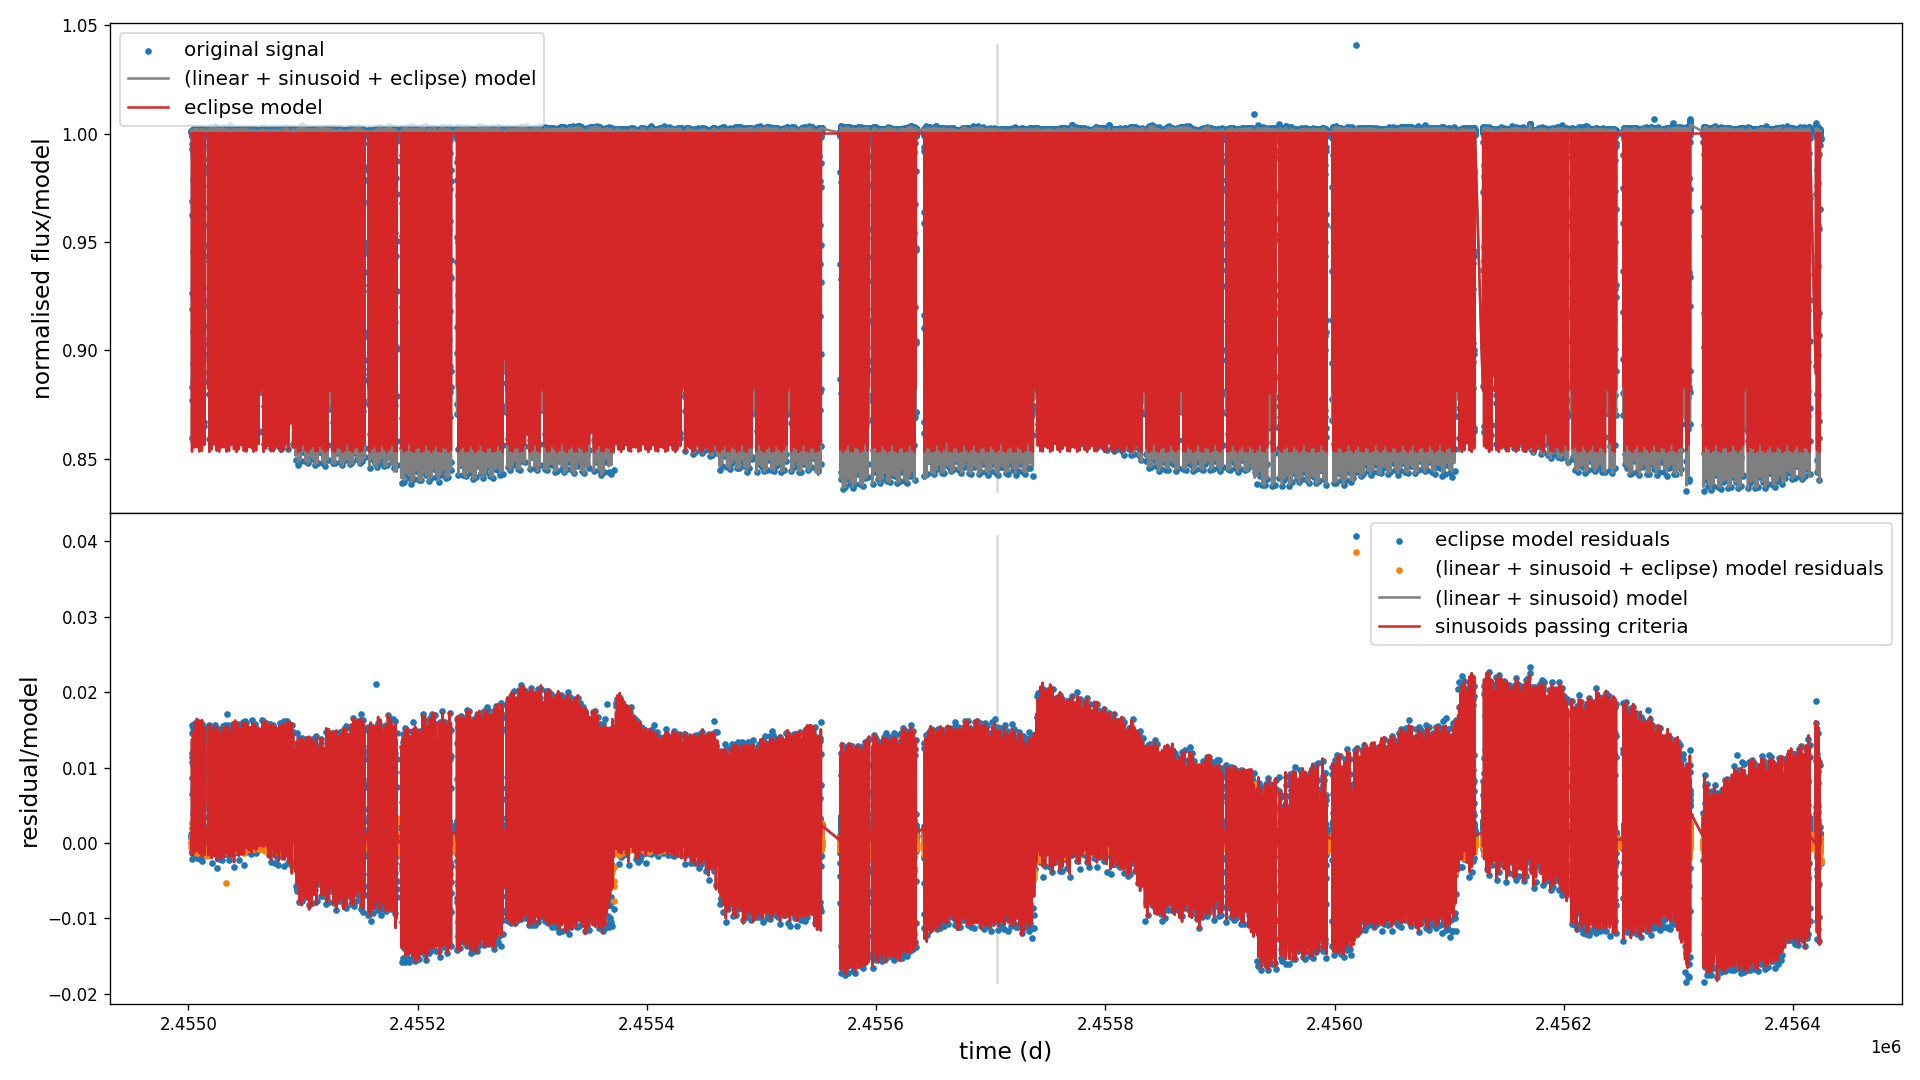 1.05
1.00
0.95
0.90
0.85
normalised flux/model
original signal
(linear + sinusoid + eclipse) model
eclipse model
0.04
0.03
0.02
0.01
0.00
−0.01
−0.02
residual/model
eclipse model residuals
(linear + sinusoid + eclipse) model residuals
(linear + sinusoid) model
sinusoids passing criteria
2.4550 2.4552 2.4554 2.4556 2.4558 2.4560 2.4562 2.4564
1e6
time (d)